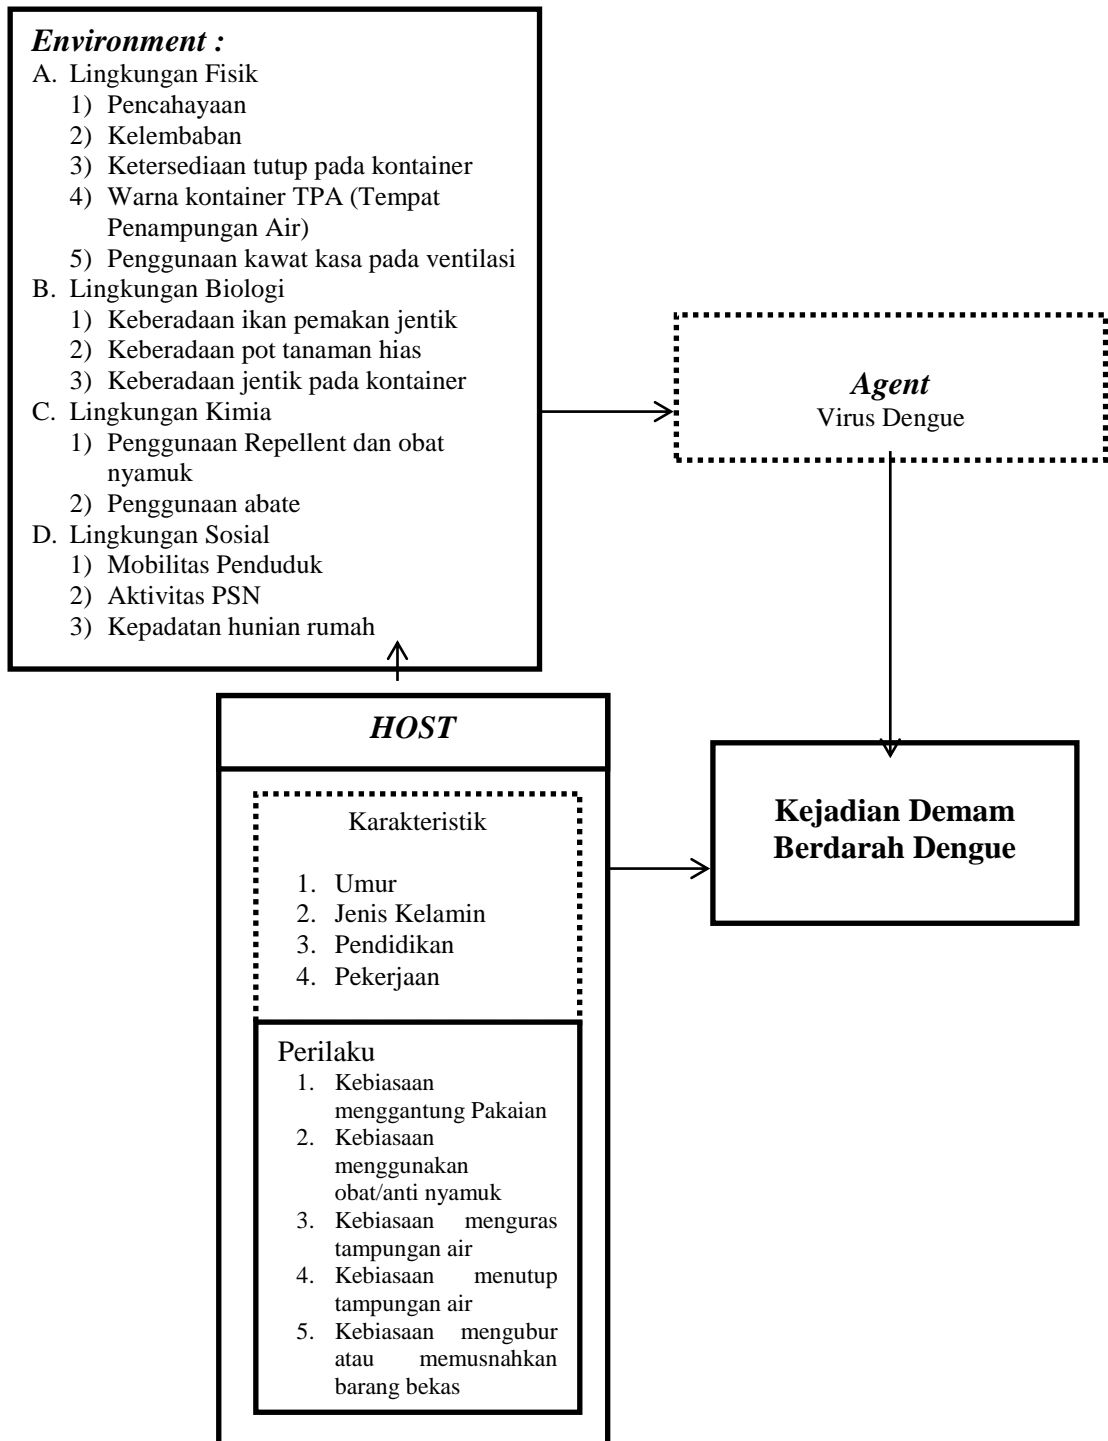 Environment :
A. Lingkungan Fisik
1) Pencahayaan
2) Kelembaban
3) Ketersediaan tutup pada kontainer
4) Warna kontainer TPA (Tempat
Penampungan Air)
5) Penggunaan kawat kasa pada ventilasi
B. Lingkungan Biologi
1) Keberadaan ikan pemakan jentik
2) Keberadaan pot tanaman hias
3) Keberadaan jentik pada kontainer
C. Lingkungan Kimia
1) Penggunaan Repellent dan obat
nyamuk
2) Penggunaan abate
D. Lingkungan Sosial
1) Mobilitas Penduduk
2) Aktivitas PSN
3) Kepadatan hunian rumah
Agent
Virus Dengue
HOST
Karakteristik
1. Umur
2. Jenis Kelamin
3. Pendidikan
4. Pekerjaan
Perilaku
1. Kebiasaan
menggantung Pakaian
2. Kebiasaan
menggunakan
obat/anti nyamuk
3. Kebiasaan menguras
tampungan air
4. Kebiasaan menutup
tampungan air
5. Kebiasaan mengubur
atau memusnahkan
barang bekas
Kejadian Demam
Berdarah Dengue